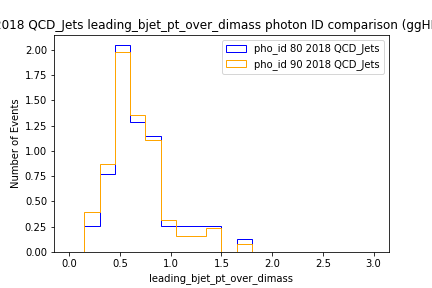 2018 QCD_Jets leading_bjet_pt_over_dimass photon ID comparison (ggH
pho_id 80 2018 QCD_Jets
pho_id 90 2018 QCD_Jets
Number of Events
2.00
1.75
1.50
1.25
1.00
0.75
0.50
0.25
0.00
0.0 0.5 1.0 1.5 2.0 2.5 3.0
leading_bjet_pt_over_dimass